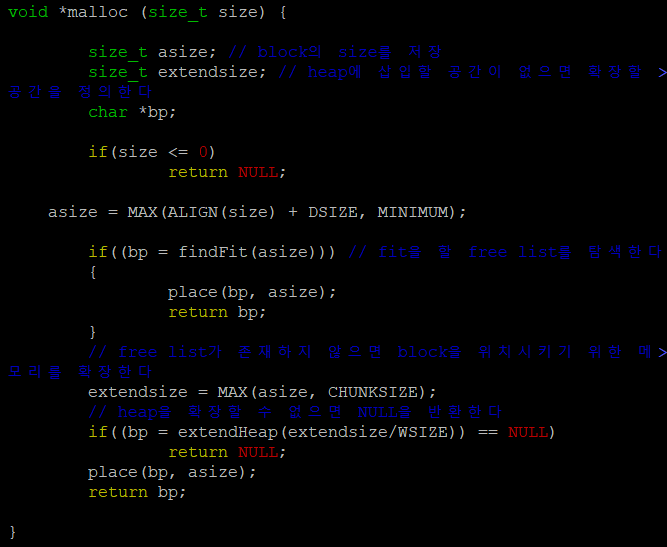 void *malloc (size_t size) {
size_t asize; // block의 size를 저장
size_t extendsize; // heap에 삽입할 공간이 없으면 확장할 >
공간을 정의한다
char *bp;
if(size <= 0)
return NULL;
asize = MAX(ALIGN(size) + DSIZE, MINIMUM);
if((bp = findFit(asize))) // fit을 할 free list를 탐색한다
{
place(bp, asize);
return bp;
}
// free list가 존재하지 않으면 block을 위치시키기 위한 메>
모리를 확장한다
extendsize = MAX(asize, CHUNKSIZE);
// heap을 확장할 수 없으면 NULL을 반환한다
if((bp = extendHeap(extendsize/WSIZE)) == NULL)
return NULL;
place(bp, asize);
return bp;
}